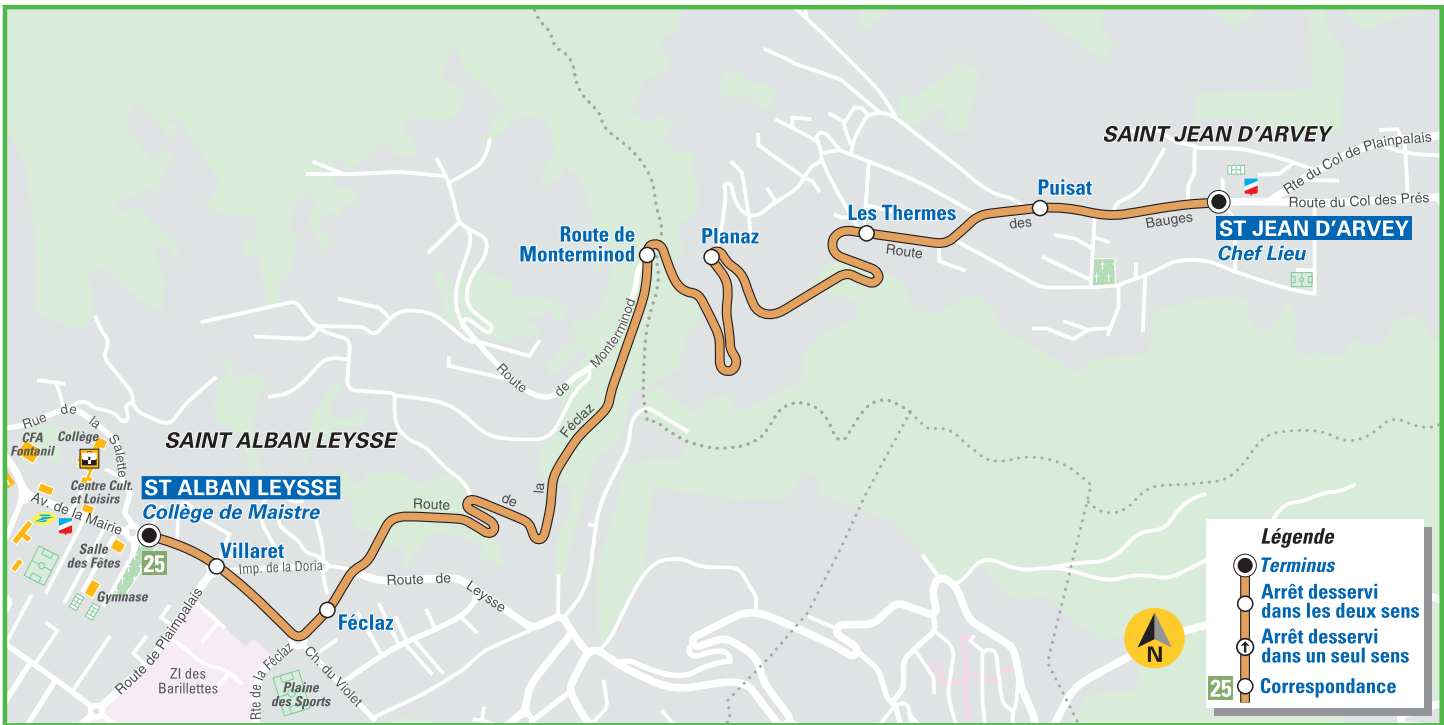 SAINT JEAN D'ARVEY
Rte du Col de Plainpalais
Route du Col des Prés
Puisat
Les Thermes
Route
des
Bauges
ST JEAN D'ARVEY
Chef Lieu
Route de
Monterminod
Planaz
Route
de
Monterminod
Rue de la Salette
CFA
Fontanil
Collège
Centre Cult.
et Loisirs
Av. de la Mairie
Salle
des Fêtes
Gymnase
SAINT ALBAN LEYSSE
ST ALBAN LEYSSE
Collège de Maistre
25
Villaret
Imp. de la Doria
Route
de
la
Féclaz
Route de Leysse
Féclaz
Route de Plaimpalais
ZI des
Barillettes
Rte de la Féclaz
Ch. du Violet
Plaine
des Sports
N
Légende
Terminus
Arrêt desservi
dans les deux sens
Arrêt desservi
dans un seul sens
25 Correspondance